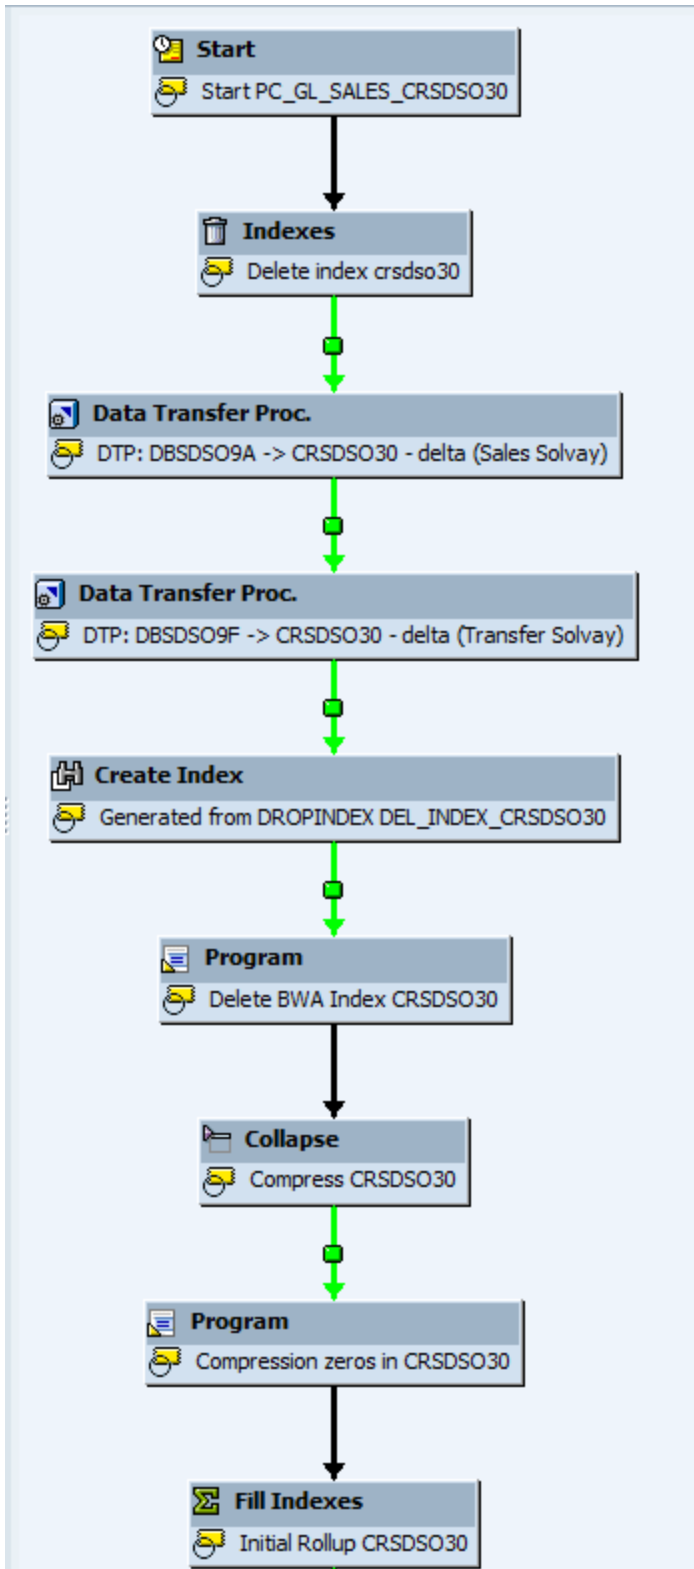 Start
Start PC_GL_SALES_CRSDSO30
Indexes
Delete index crsdso30
Data Transfer Proc.
DTP: DBSDSO9A -> CRSDSO30 - delta (Sales Solvay)
Data Transfer Proc.
DTP: DBSDSO9F -> CRSDSO30 - delta (Transfer Solvay)
Create Index
Generated from DROPINDEX DEL_INDEX_CRSDSO30
Program
Delete BWA Index CRSDSO30
Collapse
Compress CRSDSO30
Program
Compression zeros in CRSDSO30
Fill Indexes
Initial Rollup CRSDSO30